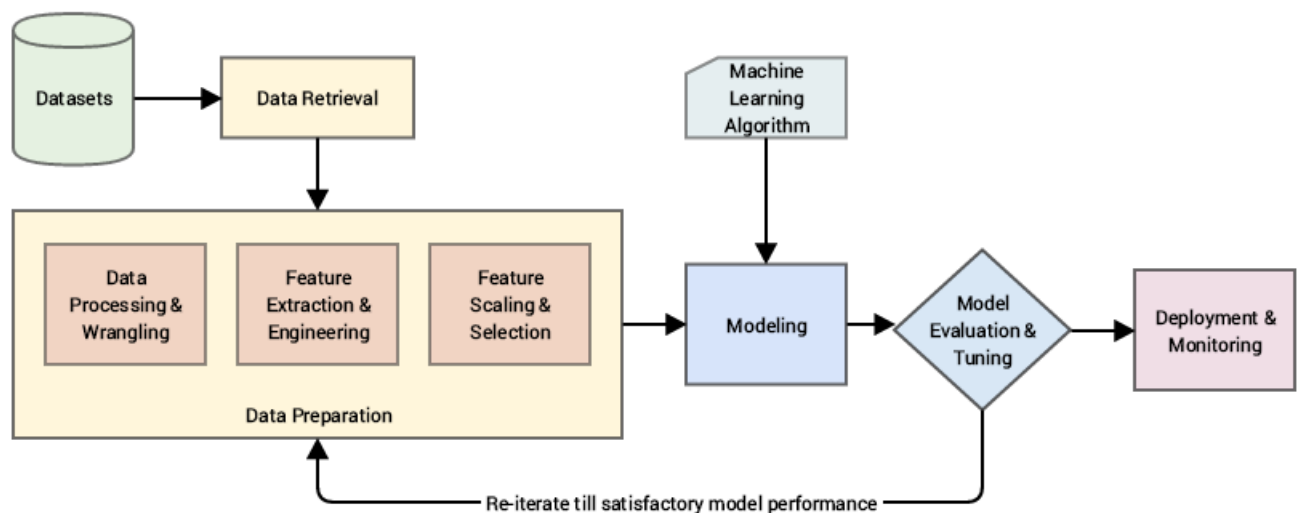 Datasets
Data Retrieval
Machine
Learning
Algorithm
Data
Processing &
Wrangling
Feature
Extraction &
Engineering
Feature
Scaling &
Selection
Data Preparation
Modeling
Model
Evaluation &
Tuning
Deployment &
Monitoring
Re-iterate till satisfactory model performance